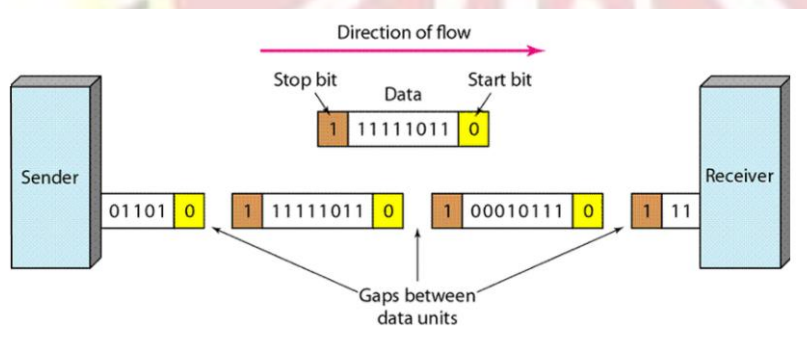 Direction of flow
Stop bit
Data
Start bit
1 11111011 0
Sender
Receiver
01101 0
1 11111011 0
1 00010111 0
1 11
Gaps between
data units